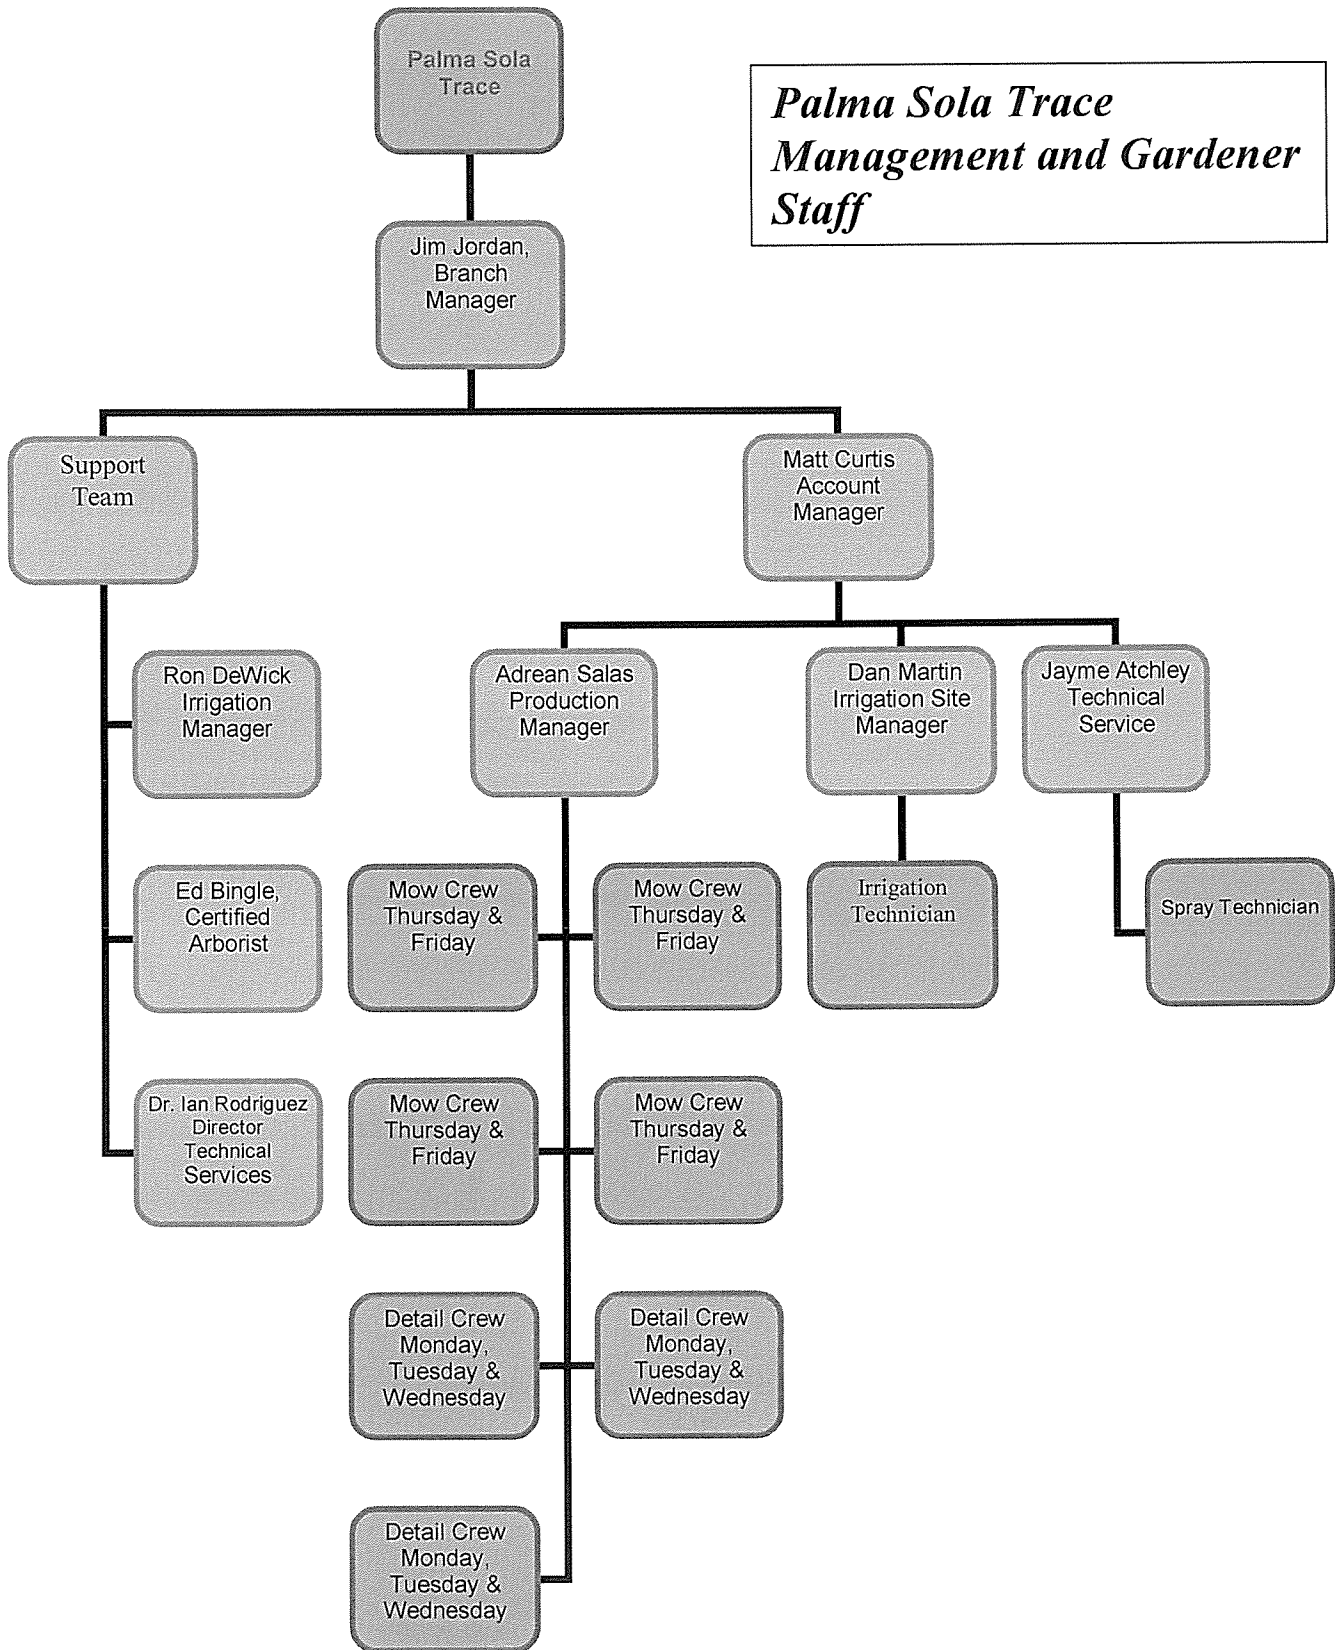 Palma Sola
Trace
Palma Sola Trace
Management and Gardener
Staff
Jim Jordan,
Branch
Manager
Support
Team
Matt Curtis
Account
Manager
Ron DeWick
Irrigation
Manager
Adrean Salas
Production
Manager
Dan Martin
Irrigation Site
Manager
Jayme Atchley
Technical
Service
Ed Bingle,
Certified
Arborist
Mow Crew
Thursday &
Friday
Mow Crew
Thursday &
Friday
Irrigation
Technician
Spray Technician
Dr. Ian Rodriguez
Director
Technical
Services
Mow Crew
Thursday &
Friday
Mow Crew
Thursday &
Friday
Detail Crew
Monday,
Tuesday &
Wednesday
Detail Crew
Monday,
Tuesday &
Wednesday
Detail Crew
Monday,
Tuesday &
Wednesday